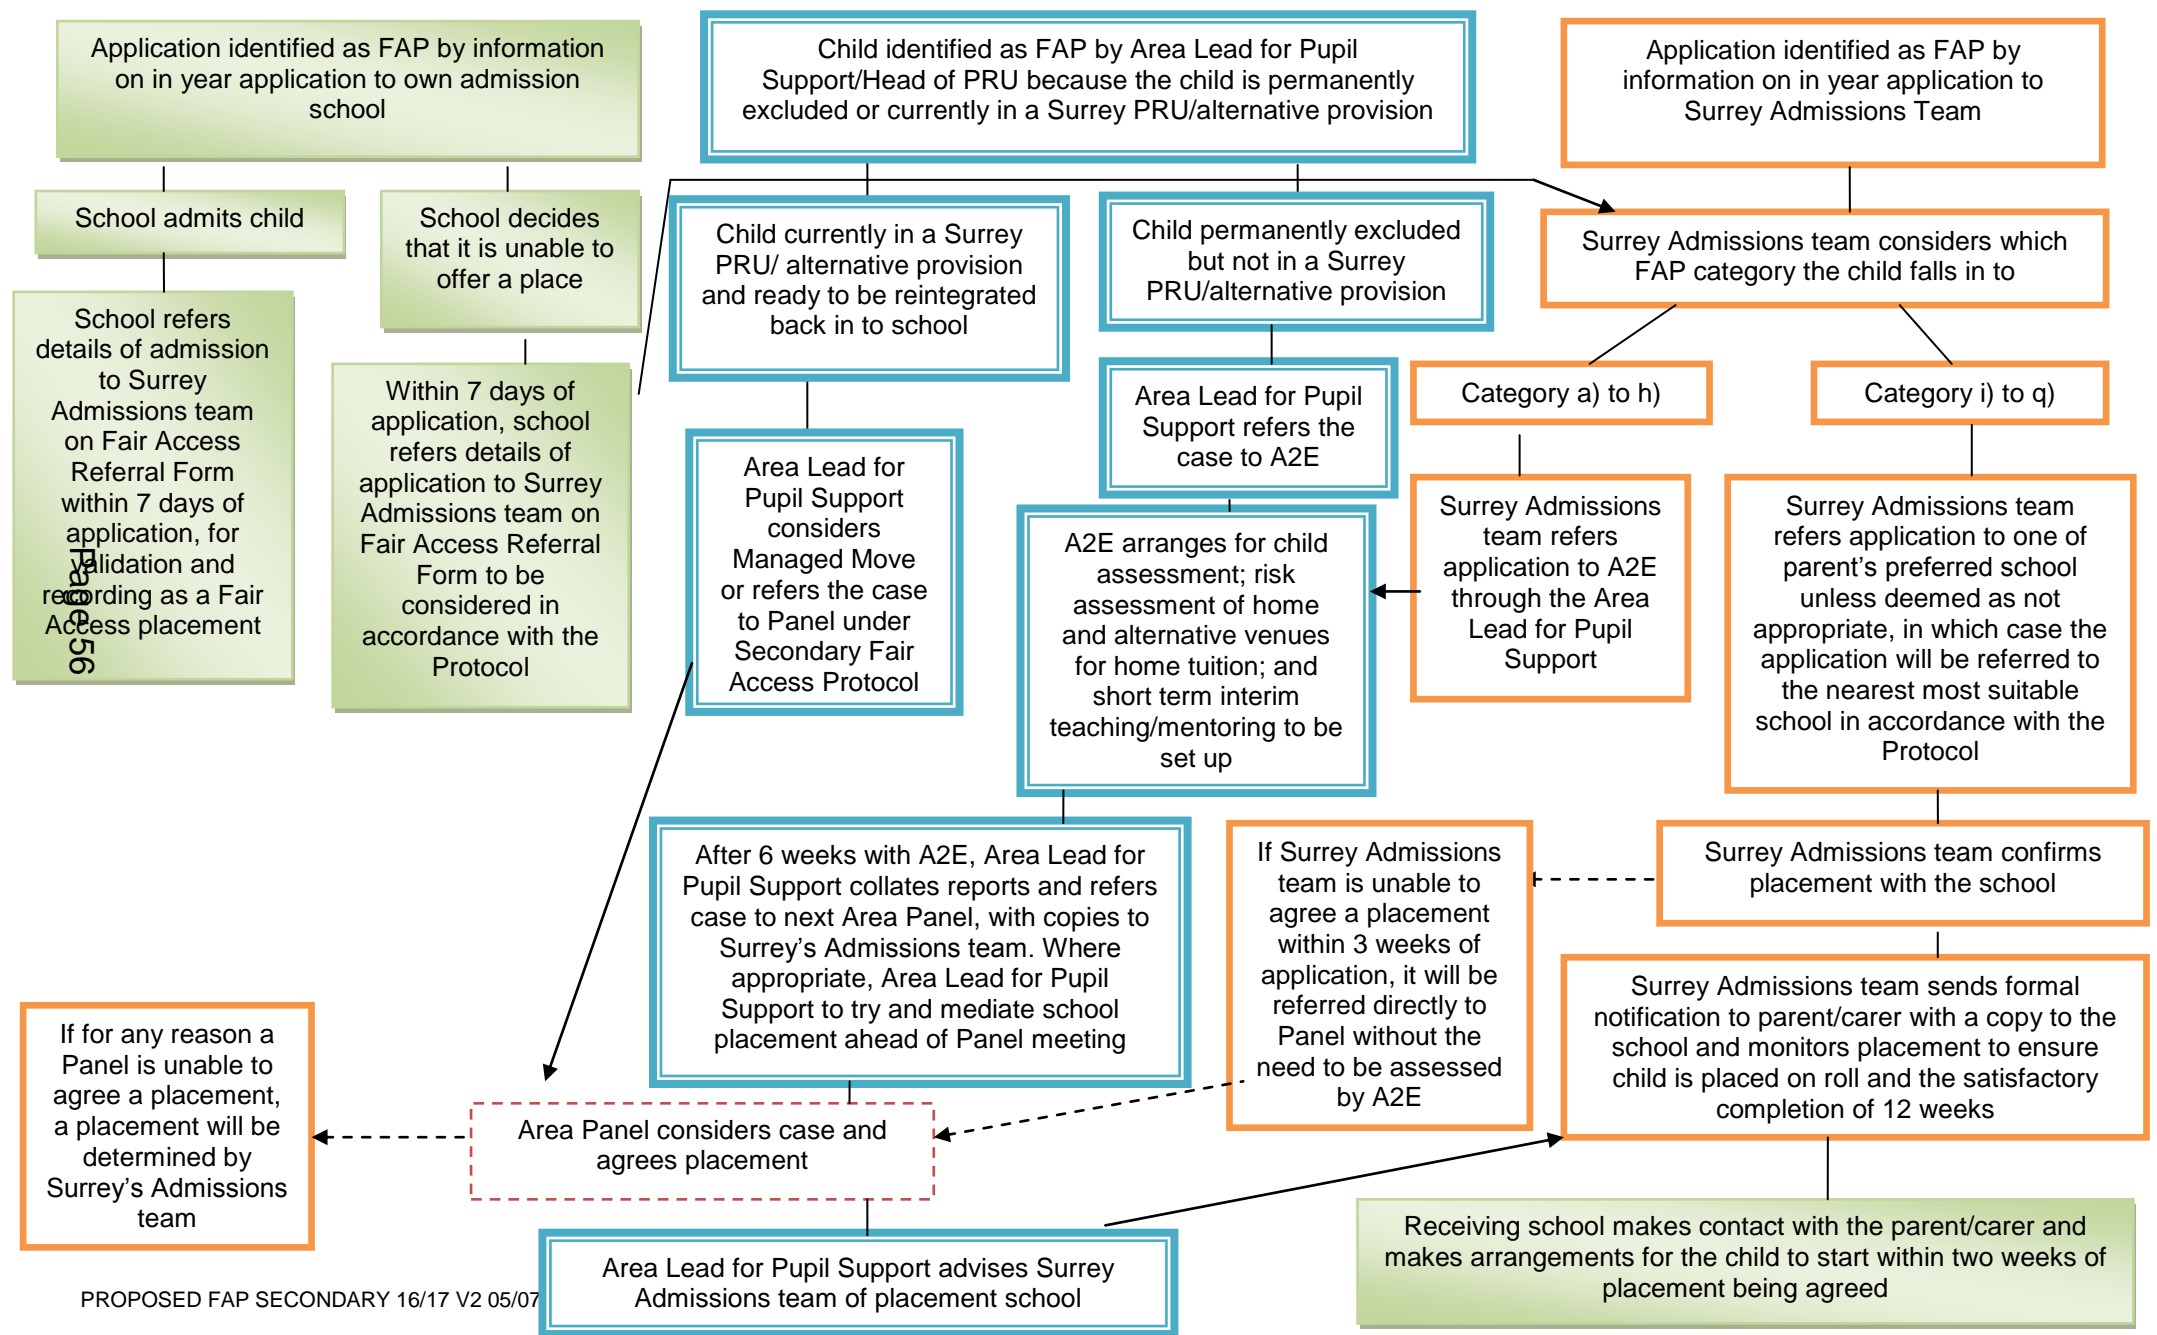 Application identified as FAP by information
on in year application to own admission
school
Child identified as FAP by Area Lead for Pupil
Support/Head of PRU because the child is permanently
excluded or currently in a Surrey PRU/alternative provision
Application identified as FAP by
information on in year application to
Surrey Admissions Team
School admits child
School decides
that it is unable to
offer a place
Child currently in a Surrey
PRU/ alternative provision
and ready to be reintegrated
back in to school
Child permanently excluded
but not in a Surrey
PRU/alternative provision
Surrey Admissions team considers which
FAP category the child falls in to
School refers
details of admission
to Surrey
Admissions team
on Fair Access
Referral Form
within 7 days of
application, for
validation and
recording as a Fair
Access placement
Page 56
Within 7 days of
application, school
refers details of
application to Surrey
Admissions team on
Fair Access Referral
Form to be
considered in
accordance with the
Protocol
Area Lead for
Pupil Support
considers
Managed Move
or refers the case
to Panel under
Secondary Fair
Access Protocol
Area Lead for Pupil
Support refers the
case to A2E
Category a) to h)
Category i) to q)
A2E arranges for child
assessment; risk
assessment of home
and alternative venues
for home tuition; and
short term interim
teaching/mentoring to be
set up
Surrey Admissions
team refers
application to A2E
through the Area
Lead for Pupil
Support
Surrey Admissions team
refers application to one of
parent's preferred school
unless deemed as not
appropriate, in which case the
application will be referred to
the nearest most suitable
school in accordance with the
Protocol
After 6 weeks with A2E, Area Lead for
Pupil Support collates reports and refers
case to next Area Panel, with copies to
Surrey's Admissions team. Where
appropriate, Area Lead for Pupil
Support to try and mediate school
placement ahead of Panel meeting
If Surrey Admissions
team is unable to
agree a placement
within 3 weeks of
application, it will be
referred directly to
Panel without the
need to be assessed
by A2E
Surrey Admissions team confirms
placement with the school
Surrey Admissions team sends formal
notification to parent/carer with a copy to the
school and monitors placement to ensure
child is placed on roll and the satisfactory
completion of 12 weeks
If for any reason a
Panel is unable to
agree a placement,
a placement will be
determined by
Surrey's Admissions
team
Area Panel considers case and
agrees placement
Area Lead for Pupil Support advises Surrey
Admissions team of placement school
Receiving school makes contact with the parent/carer and
makes arrangements for the child to start within two weeks of
placement being agreed
PROPOSED FAP SECONDARY 16/17 V2 05/07